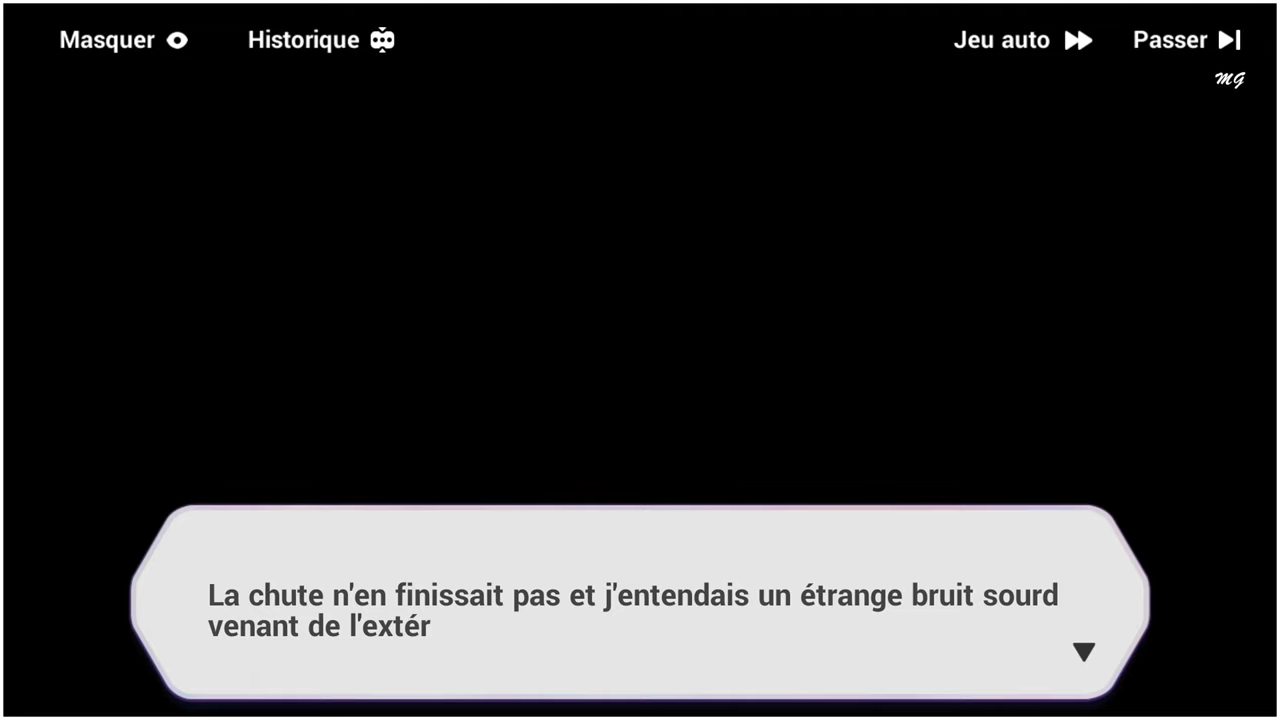 Masquer
Historique
Jeu auto
Passer
MG
La chute n'en finissait pas et j'entendais un étrange bruit sourd
venant de l'extér